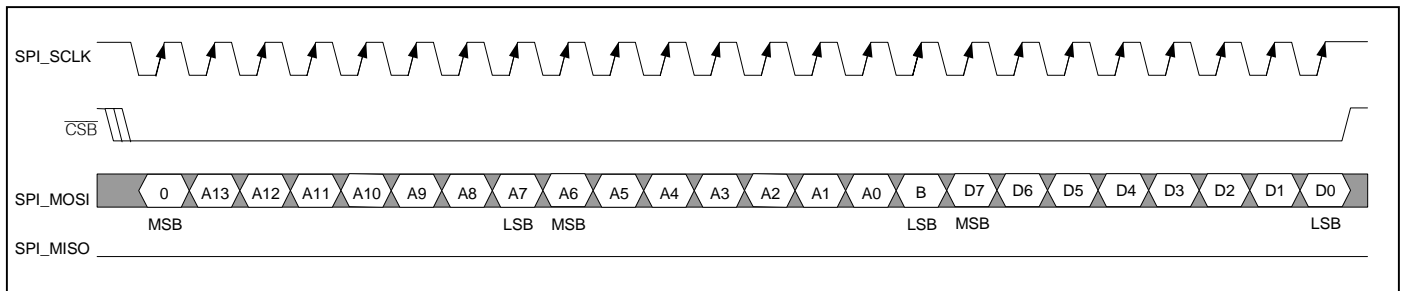 SPI_SCLK
CSB
SPI_MOSI 0 A13 A12 A11 A10 A9 A8 A7 A6 A5 A4 A3 A2 A1 A0 B D7 D6 D5 D4 D3 D2 D1 D0
MSB LSB MSB LSB MSB LSB
SPI_MISO